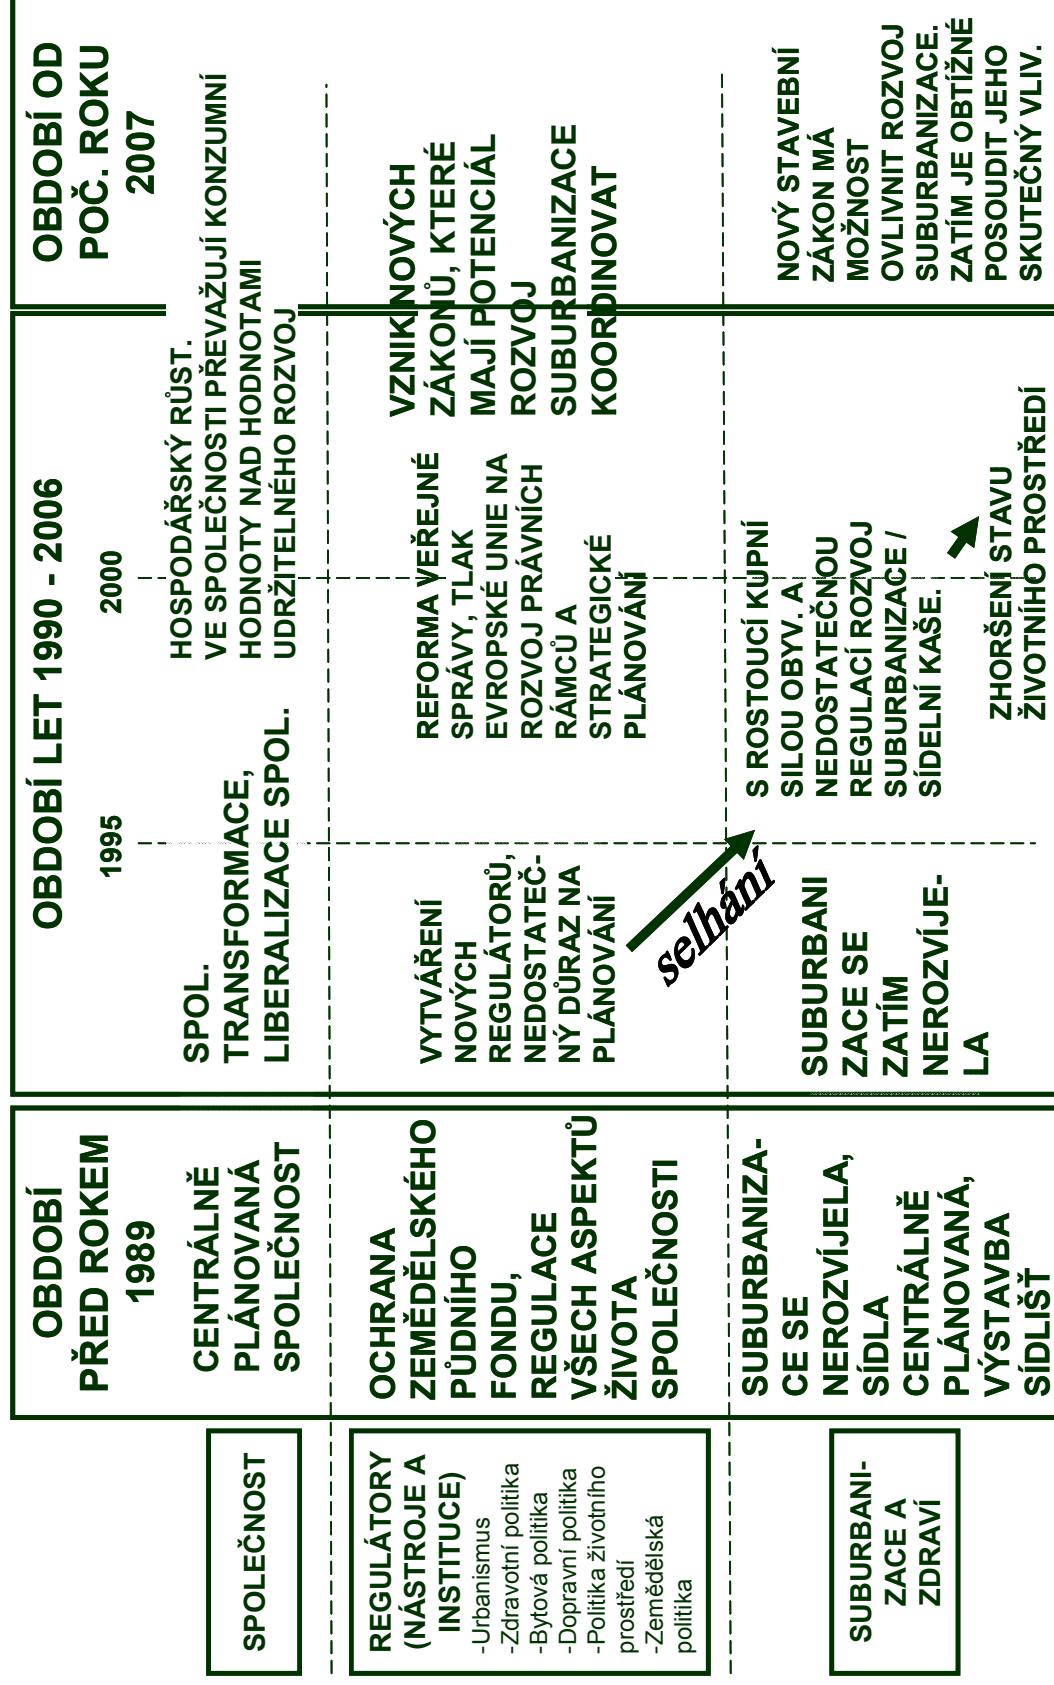 OBDOBÍ
PŘED ROKEM
1989
OBDOBÍ LET 1990 - 2006
1995
2000
OBDOBÍ OD
POČ. ROKU
2007
SPOLEČNOST
CENTRÁLNĚ
PLÁNOVANÁ
SPOLEČNOST
SPOL.
TRANSFORMACE,
LIBERALIZACE SPOL.
HOSPODÁŘSKÝ RŮST.
VE SPOLEČNOSTI PŘEVAŽUJÍ KONZUMNÍ
HODNOTY NAD HODNOTAMI
UDRŽITELNÉHO ROZVOJ
REGULÁTORY
(NÁSTROJE A
INSTITUCE)
-Urbanismus
-Zdravotní politika
-Bytová politika
-Dopravní politika
-Politika životního
prostředí
-Zemědělská
politika
OCHRANA
ZEMĚDĚLSKÉHO
PŮDNÍHO
FONDU,
REGULACE
VŠECH ASPEKTŮ
ŽIVOTA
SPOLEČNOSTI
VYTVÁŘENÍ
NOVÝCH
REGULÁTORŮ,
NEDOSTATEČ-
NÝ DŮRAZ NA
PLÁNOVÁNÍ
selhání
REFORMA VEŘEJNÉ
SPRÁVY, TLAK
EVROPSKÉ UNIE NA
ROZVOJ PRÁVNÍCH
RÁMCŮ A
STRATEGICKÉ
PLÁNOVÁNÍ
VZNIK NOVÝCH
ZÁKONŮ, KTERÉ
MAJÍ POTENCIÁL
ROZVOJ
SUBURBANIZACE
KOORDINOVAT
SUBURBANI-
ZACE A
ZDRAVÍ
SUBURBANIZA-
CE SE
NEROZVÍJELA,
SÍDLA
CENTRÁLNĚ
PLÁNOVANÁ,
VÝSTAVBA
SÍDLIŠŤ
SUBURBANI
ZACE SE
ZATÍM
NEROZVÍJE-
LA
S ROSTOUCÍ KUPNÍ
SILOU OBYV. A
NEDOSTATEČNOU
REGULACÍ ROZVOJ
SUBURBANIZACE /
SÍDELNÍ KAŠE.
ZHORŠENÍ STAVU
ŽIVOTNÍHO PROSTŘEDÍ
NOVÝ STAVEBNÍ
ZÁKON MÁ
MOŽNOST
OVLIVNIT ROZVOJ
SUBURBANIZACE.
ZATÍM JE OBTÍŽNÉ
POSOUDIT JEHO
SKUTEČNÝ VLIV.